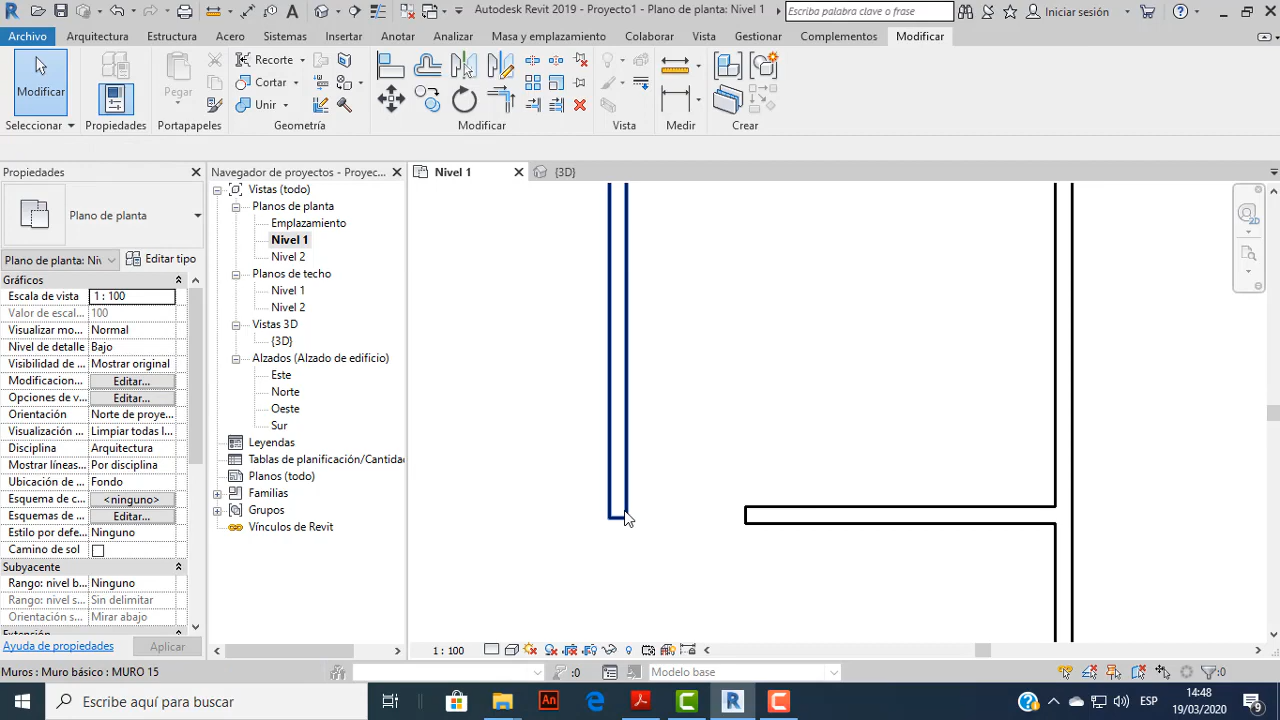 Autodesk Revit 2019 - Proyecto1 - Plano de planta: Nivel 1
Escriba palabra clave o frase
Iniciar sesión
Archivo
Arquitectura
Estructura
Acero
Sistemas
Insertar
Anotar
Analizar
Masa y emplazamiento
Colaborar
Vista
Gestionar
Complementos
Modificar
Modificar
Propiedades
Pegar
Recorte
Cortar
Unir
Seleccionar
Propiedades
Portapapeles
Geometría
Modificar
Vista
Medir
Crear
Propiedades
Navegador de proyectos - Proyec...
Nivel 1
{3D}
Plano de planta
Plano de planta: Niv
Editar tipo
Gráficos
Escala de vista 1 : 100
Valor de escal... 100
Visualizar mo... Normal
Nivel de detalle Bajo
Visibilidad de ... Mostrar original
Modificacion... Editar...
Opciones de v... Editar...
Orientación Norte de proye...
Visualización ... Limpiar todas l...
Disciplina Arquitectura
Mostrar líneas... Por disciplina
Ubicación de ... Fondo
Esquema de c... <ninguno>
Esquemas de ... Editar...
Estilo por defe... Ninguno
Camino de sol
Subyacente
Rango: nivel b... Ninguno
Rango: nivel s... Sin delimitar
Orientación s... Mirar abajo
Extensión
Ayuda de propiedades
Aplicar
Vistas (todo)
Planos de planta
Emplazamiento
Nivel 1
Nivel 2
Planos de techo
Nivel 1
Nivel 2
Vistas 3D
{3D}
Alzados (Alzado de edificio)
Este
Norte
Oeste
Sur
Leyendas
Tablas de planificación/Cantida
Planos (todo)
Familias
Grupos
Vínculos de Revit
2D
1 : 100
Muros : Muro básico : MURO 15
:0
Modelo base
:0
Escribe aquí para buscar
ESP
14:48
19/03/2020